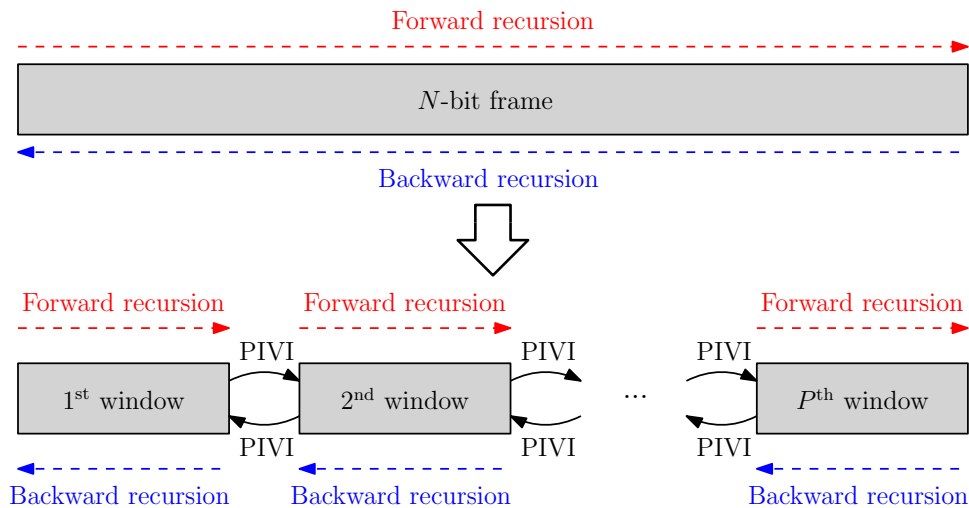 Forward recursion
N-bit frame
Backward recursion
Forward recursion Forward recursion Forward recursion
PIVI PIVI PIVI
1st window 2nd window ... Pth window
PIVI PIVI PIVI
Backward recursion Backward recursion Backward recursion